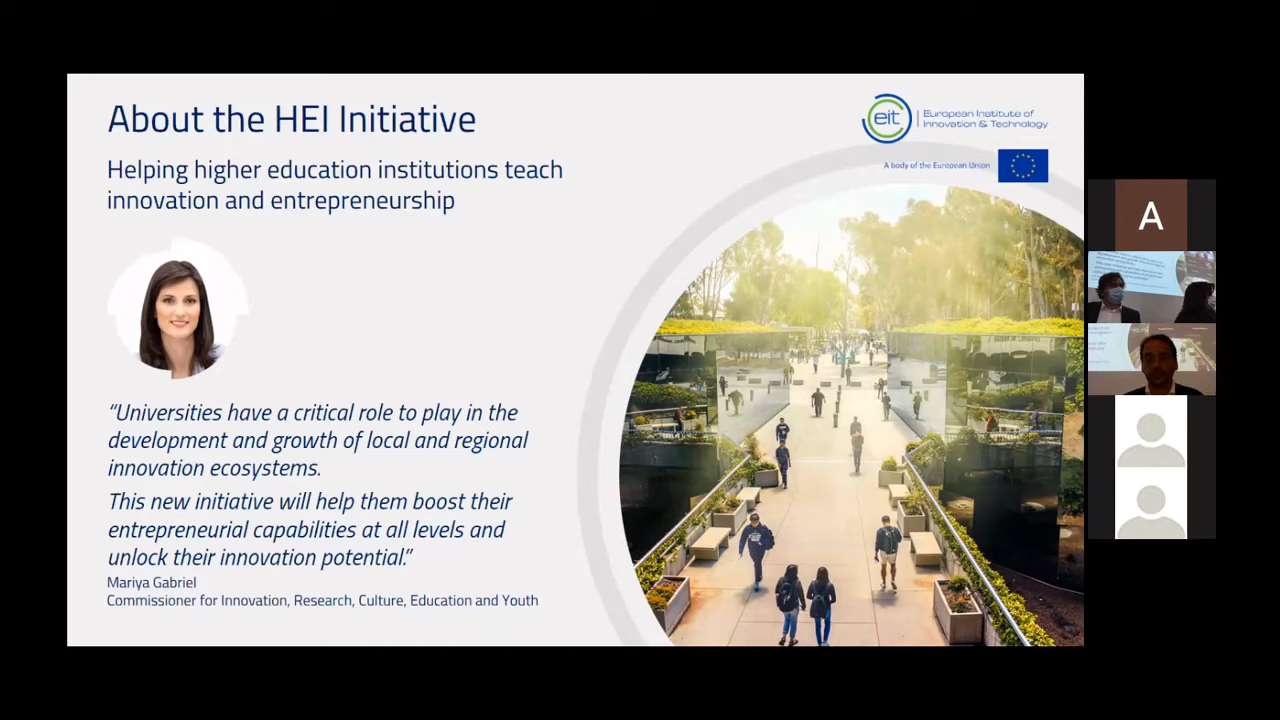 About the HEI Initiative
Helping higher education institutions teach
innovation and entrepreneurship
eit
European Institute of
Innovation & Technology
A body of the European Union
“Universities have a critical role to play in the
development and growth of local and regional
innovation ecosystems.
This new initiative will help them boost their
entrepreneurial capabilities at all levels and
unlock their innovation potential.”
Mariya Gabriel
Commissioner for Innovation, Research, Culture, Education and Youth
A